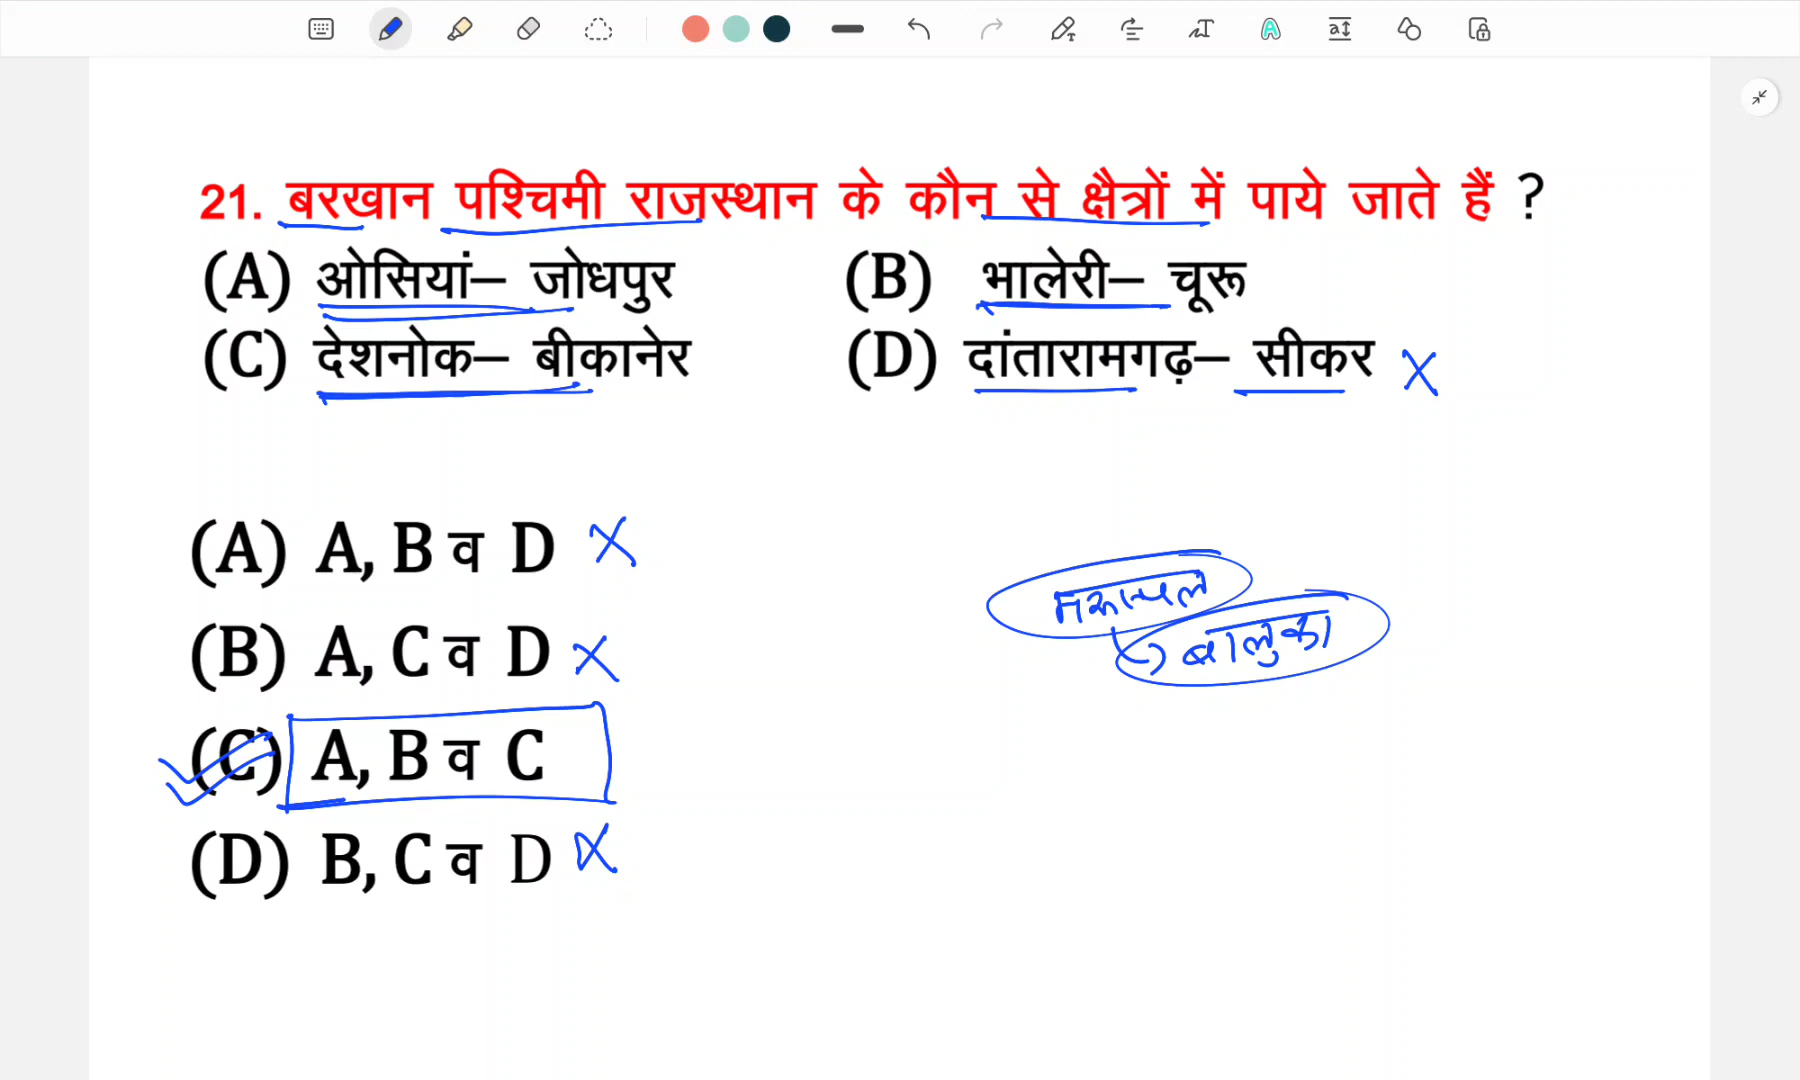 21. बरखान पश्चिमी राजस्थान के कौन से क्षैत्रों में पाये जाते हैं ?
(A) ओसियां– जोधपुर (B) भालेरी– चूरू
(C) देशनोक– बीकानेर (D) दांतारामगढ़– सीकर X
(A) A, B व D X
(B) A, C व D X
(C) A, B व C
(D) B, C व D X
बालुका